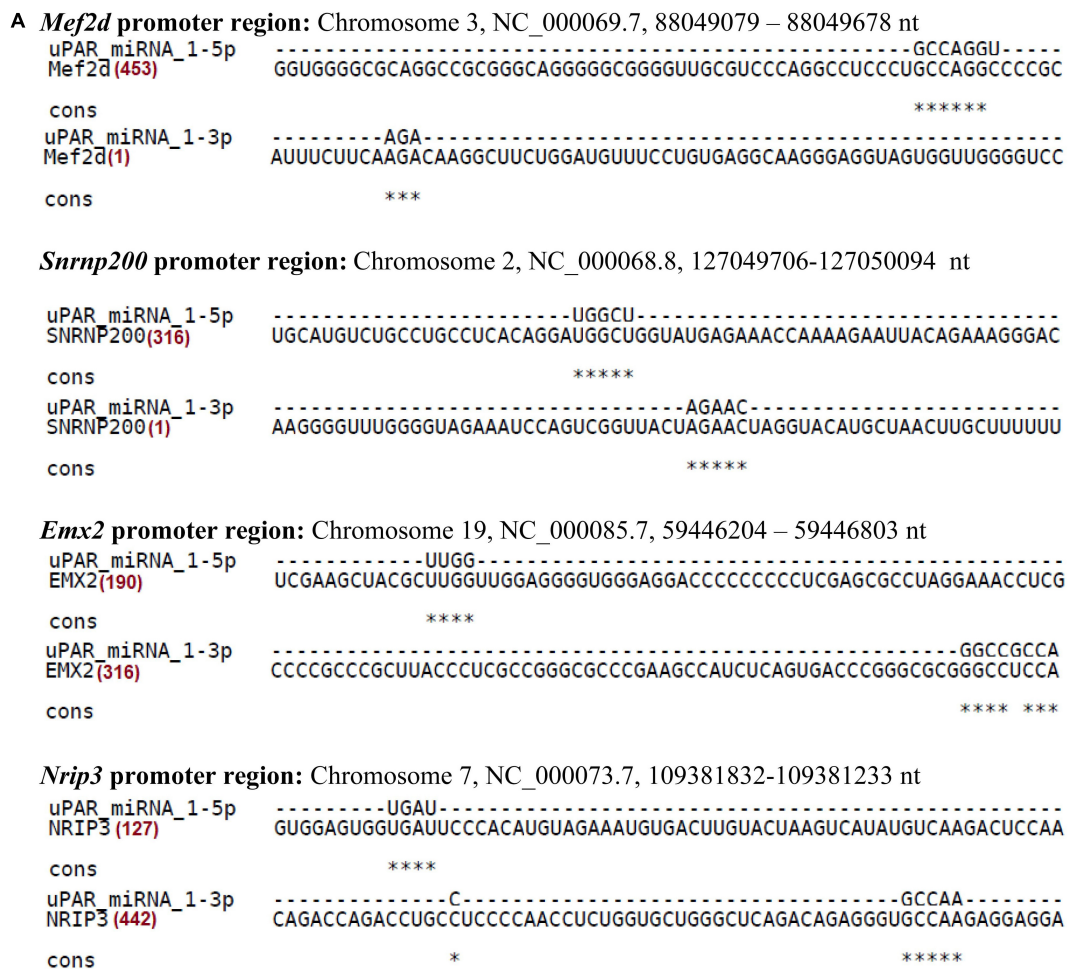 A Mef2d promoter region: Chromosome 3, NC_000069.7, 88049079 – 88049678 nt
uPAR_miRNA_1-5p ---------------------------------------------------GCCAGGU-----
Mef2d(453) GGUGGGGCGCAGGCCGCGGGCAGGGGGCGGGGUUGCGUCCCAGGCCUCCCUGCCAGGCCCCGC
cons ******
uPAR_miRNA_1-3p ---------AGA---------------------------------------------------
Mef2d(1) AUUUCUUCAAGACAAGGCUUCUGGAUGUUUCCUGUGAGGCAAGGGAGGUAGUGGUUGGGGUCC
cons ***
Snrnp200 promoter region: Chromosome 2, NC_000068.8, 127049706-127050094 nt
uPAR_miRNA_1-5p ------------------------UGGCU----------------------------------
SNRNP200(316) UGCAUGUCUGCCUGCCUCACAGGAUGGCUGGUAUGAGAAACCAAAAGAAUUACAGAAAGGGAC
cons *****
uPAR_miRNA_1-3p ---------------------------------AGAAC-------------------------
SNRNP200(1) AAGGGGUUUGGGGUAGAAAUCCAGUCGGUUACUAGAACUAGGUACAUGCUAACUUGCUUUUUU
cons *****
Emx2 promoter region: Chromosome 19, NC_000085.7, 59446204 – 59446803 nt
uPAR_miRNA_1-5p ------------UUGG-----------------------------------------------
EMX2(190) UCGAAGCUACGCUUGGUUGGAGGGGUGGGAGGACCCCCCCCCUCGAGCGCCUAGGAAACCUCG
cons ****
uPAR_miRNA_1-3p -------------------------------------------------------GGCCGCCA
EMX2(316) CCCCGCCCGCUUACCCUCGCCGGGCGCCCGAAGCCAUCUCAGUGACCCGGGCGCGGGCCUCCA
cons **** ***
Nrip3 promoter region: Chromosome 7, NC_000073.7, 109381832-109381233 nt
uPAR_miRNA_1-5p ---------UGAU--------------------------------------------------
NRIP3(127) GUGGAGUGGUGAUUCCCACAUGUAGAAAUGUGACUUGUACUAAGUCAUAUGUCAAGACUCCAA
cons ****
uPAR_miRNA_1-3p --------------C-----------------------------------GCCAA--------
NRIP3(442) CAGACCAGACCUGCCUCCCCAACCUCUGGUGCUGGGCUCAGACAGAGGGUGCCAAGAGGAGGA
cons * *****